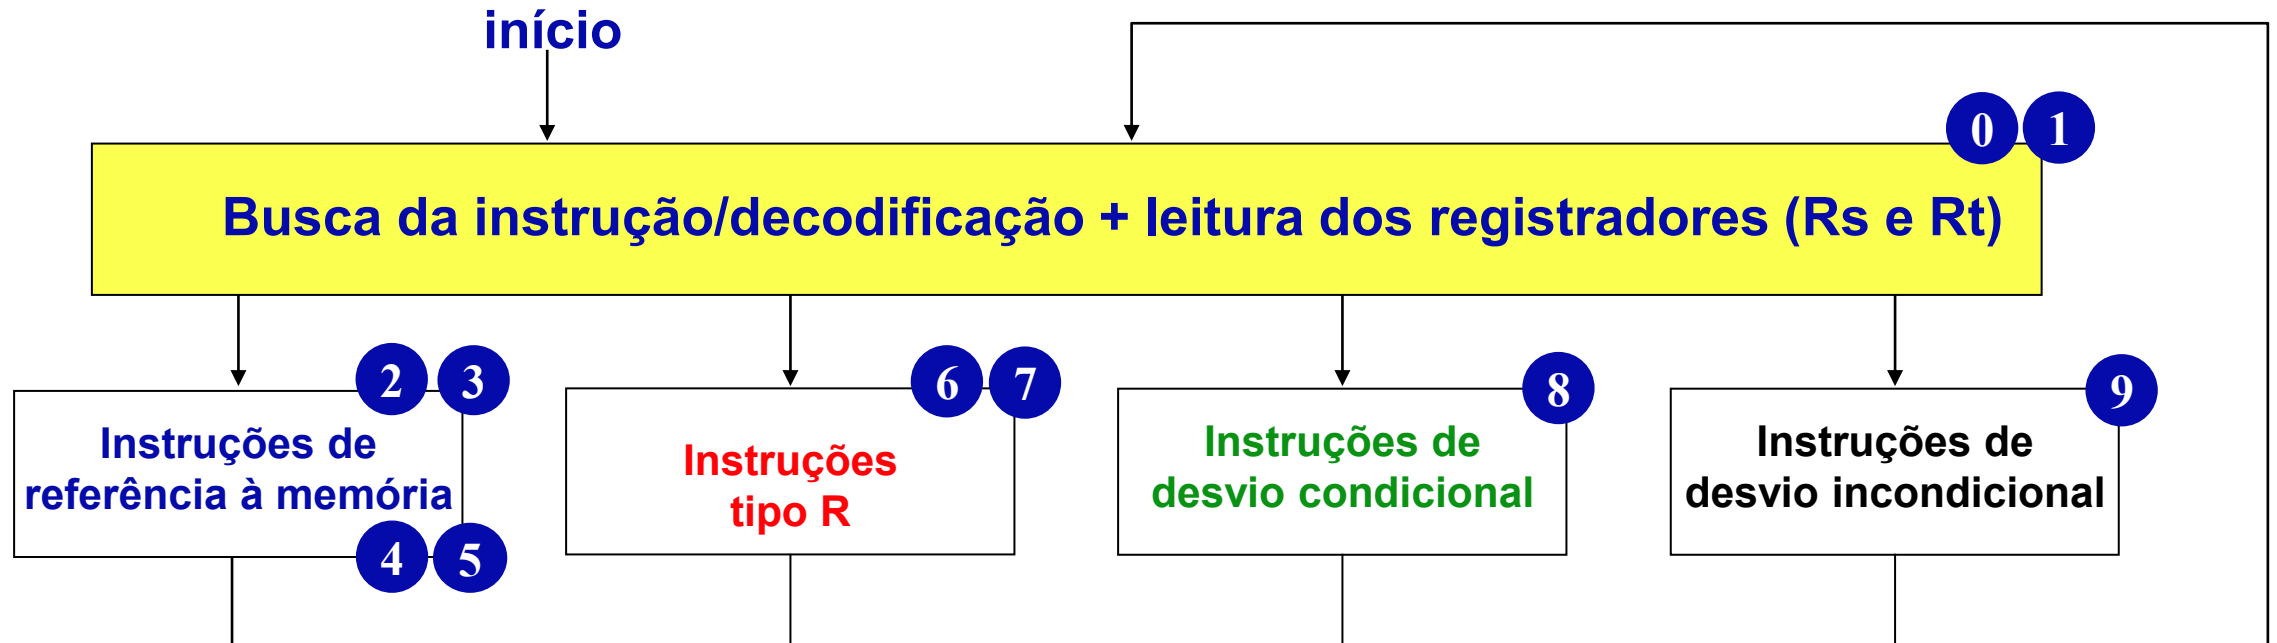 início
0 1
Busca da instrução/decodificação + leitura dos registradores (Rs e Rt)
2 3
Instruções de
referência à memória
4 5
6 7
Instruções
tipo R
8
Instruções de
desvio condicional
9
Instruções de
desvio incondicional